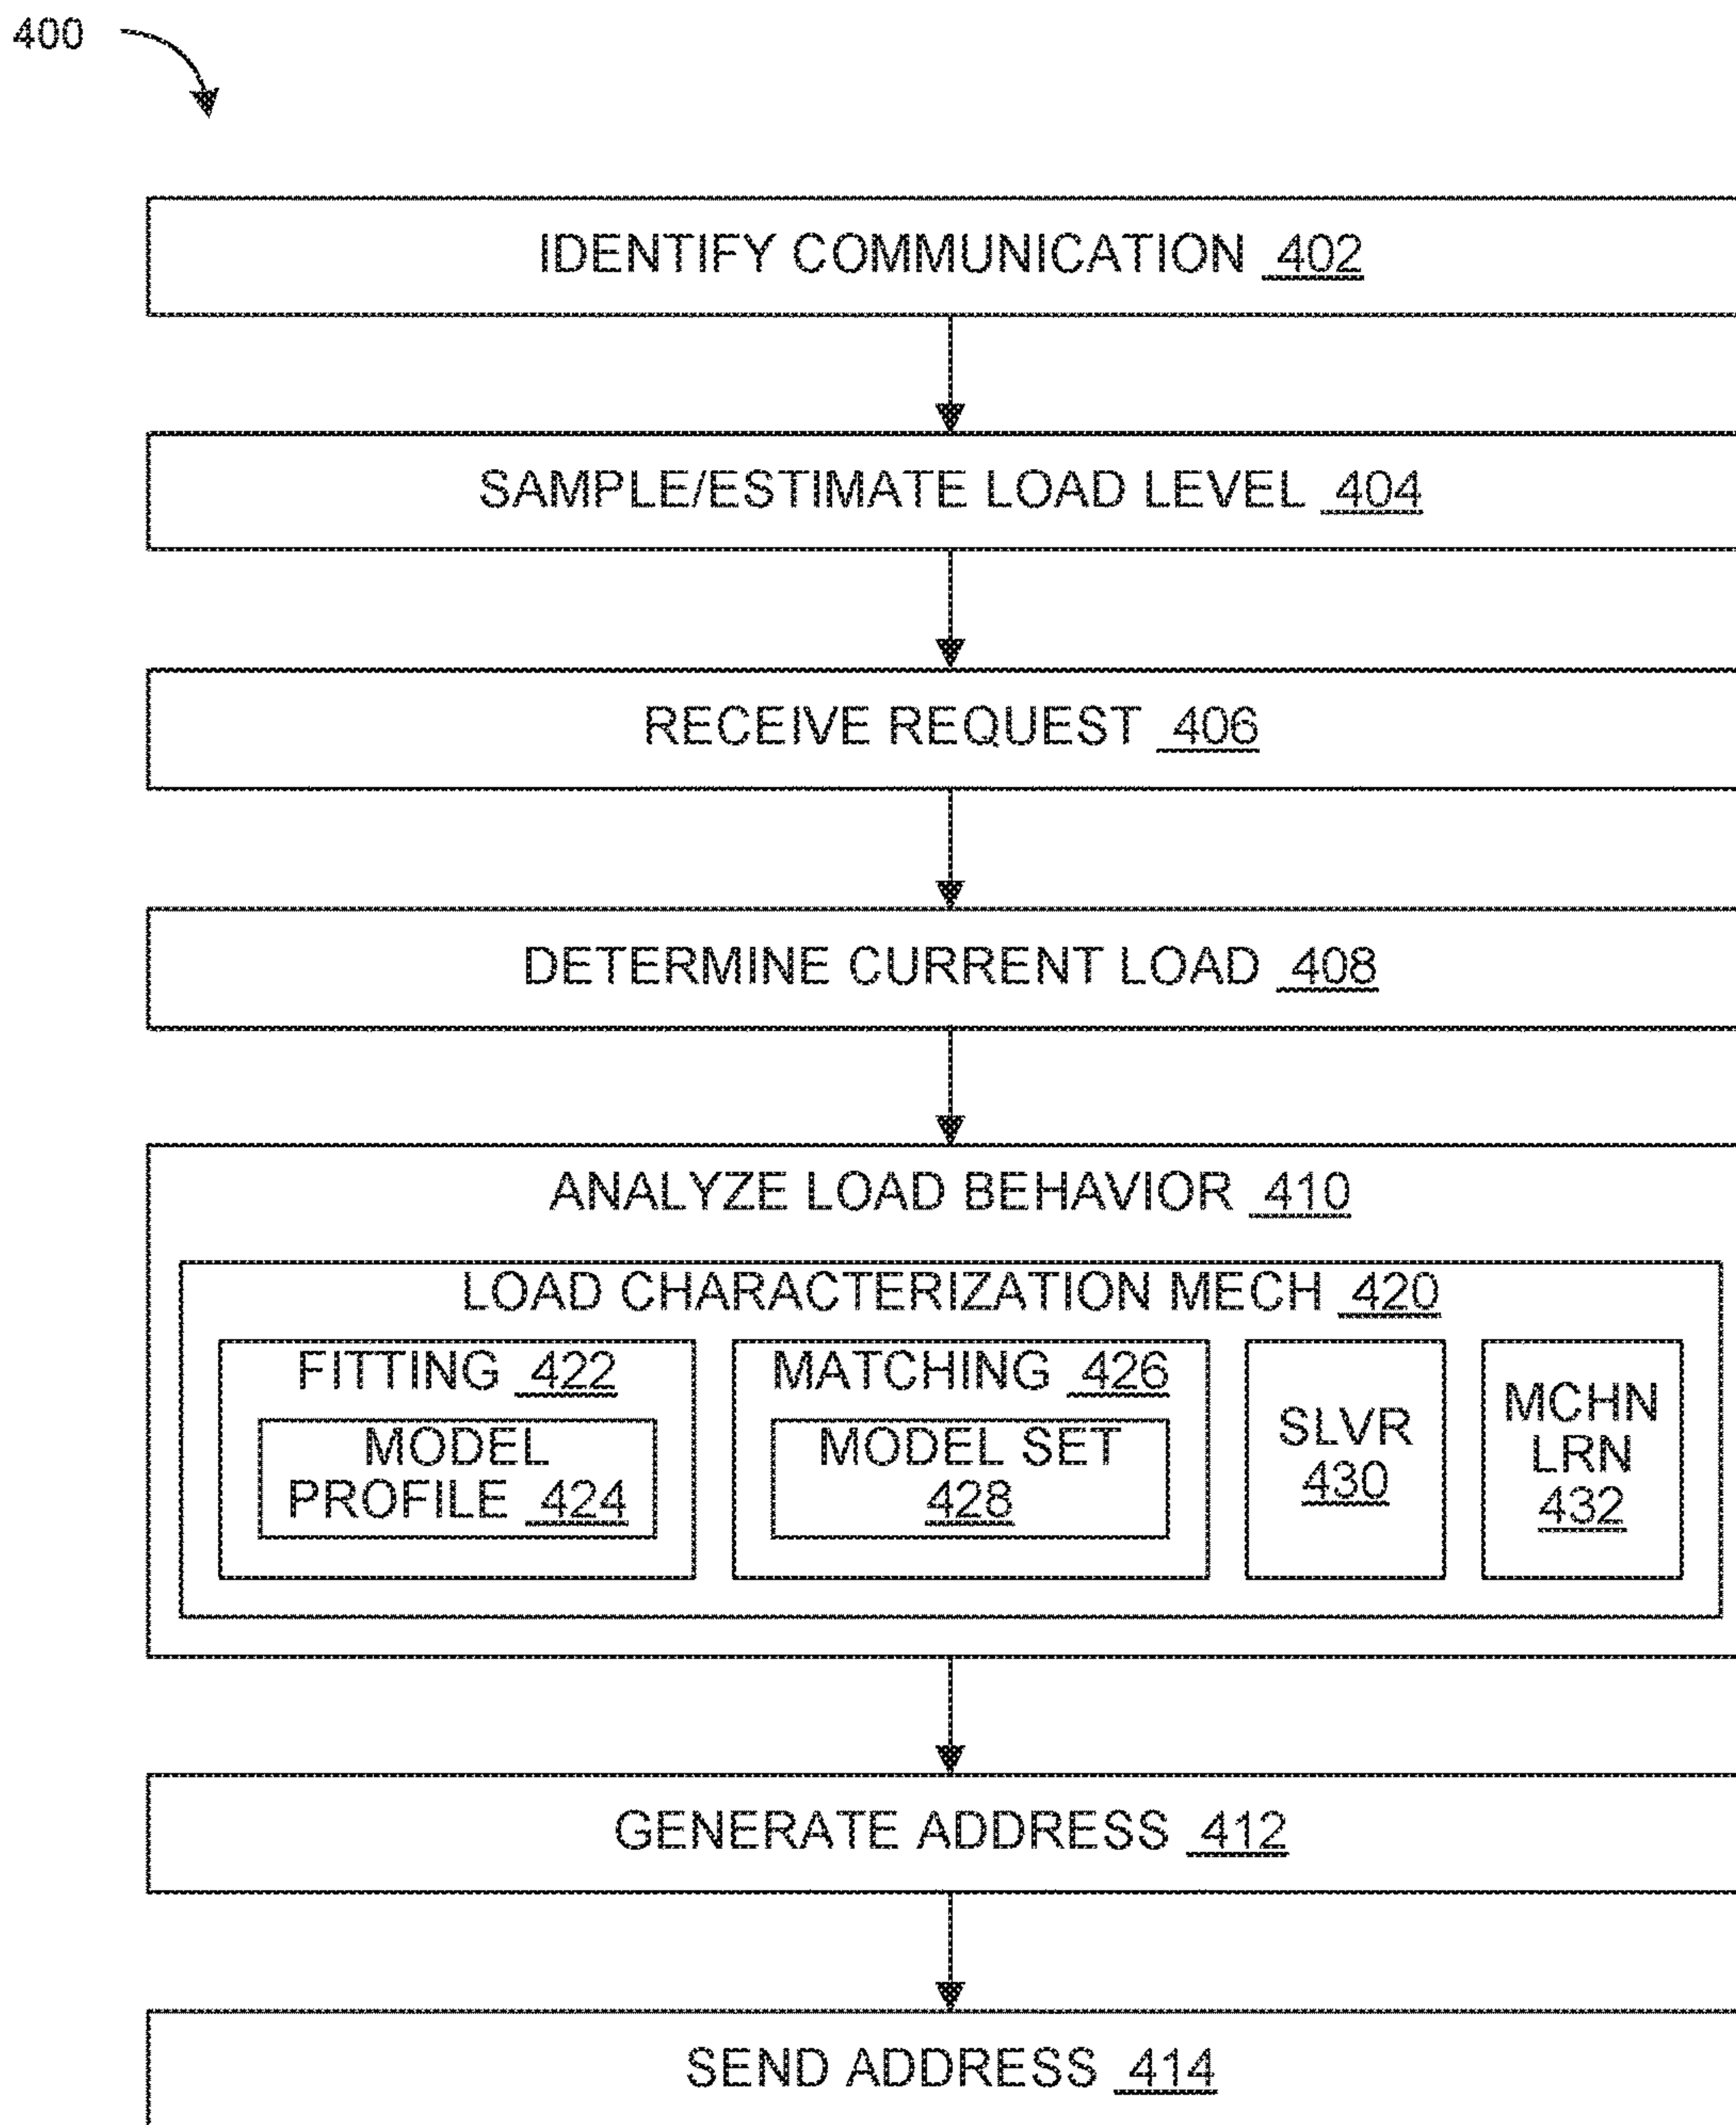 400
IDENTIFY COMMUNICATION 402
SAMPLE/ESTIMATE LOAD LEVEL 404
RECEIVE REQUEST 406
DETERMINE CURRENT LOAD 408
ANALYZE LOAD BEHAVIOR 410
LOAD CHARACTERIZATION MECH 420
FITTING 422
MODEL
PROFILE 424
MATCHING 426
MODEL SET
428
SLVR
430
MCHN
LRN
432
GENERATE ADDRESS 412
SEND ADDRESS 414